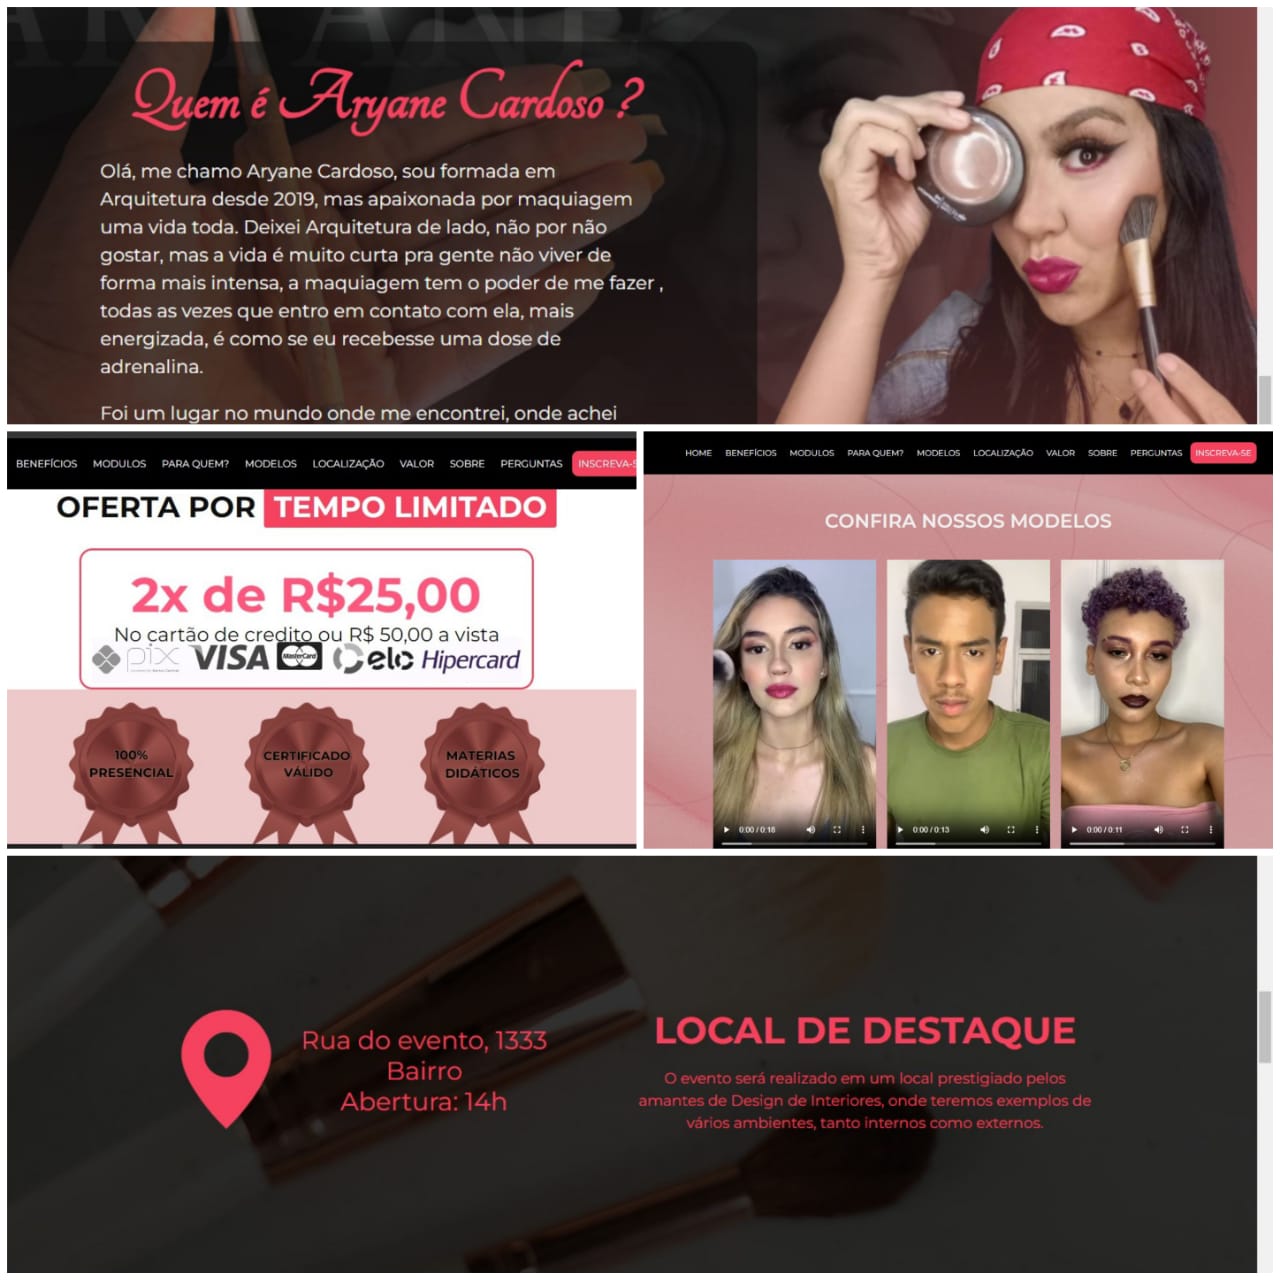 ARYANE
Quem é Aryane Cardoso ?
Olá, me chamo Aryane Cardoso, sou formada em
Arquitetura desde 2019, mas apaixonada por maquiagem
uma vida toda. Deixei Arquitetura de lado, não por não
gostar, mas a vida é muito curta pra gente não viver de
forma mais intensa, a maquiagem tem o poder de me fazer ,
todas as vezes que entro em contato com ela, mais
energizada, é como se eu recebesse uma dose de
adrenalina.
Foi um lugar no mundo onde me encontrei, onde achei
BENEFÍCIOS MODULOS PARA QUEM? MODELOS LOCALIZAÇÃO VALOR SOBRE PERGUNTAS INSCREVA-S
OFERTA POR TEMPO LIMITADO
2x de R$25,00
No cartão de credito ou R$ 50,00 a vista
pix VISA MasterCard elo Hipercard
100%
PRESENCIAL
CERTIFICADO
VÁLIDO
MATERIAS
DIDÁTICOS
HOME BENEFÍCIOS MODULOS PARA QUEM? MODELOS LOCALIZAÇÃO VALOR SOBRE PERGUNTAS INSCREVA-SE
CONFIRA NOSSOS MODELOS
0:00 / 0:18
0:00 / 0:13
0:00 / 0:11
Rua do evento, 1333
Bairro
Abertura: 14h
LOCAL DE DESTAQUE
O evento será realizado em um local prestigiado pelos
amantes de Design de Interiores, onde teremos exemplos de
vários ambientes, tanto internos como externos.